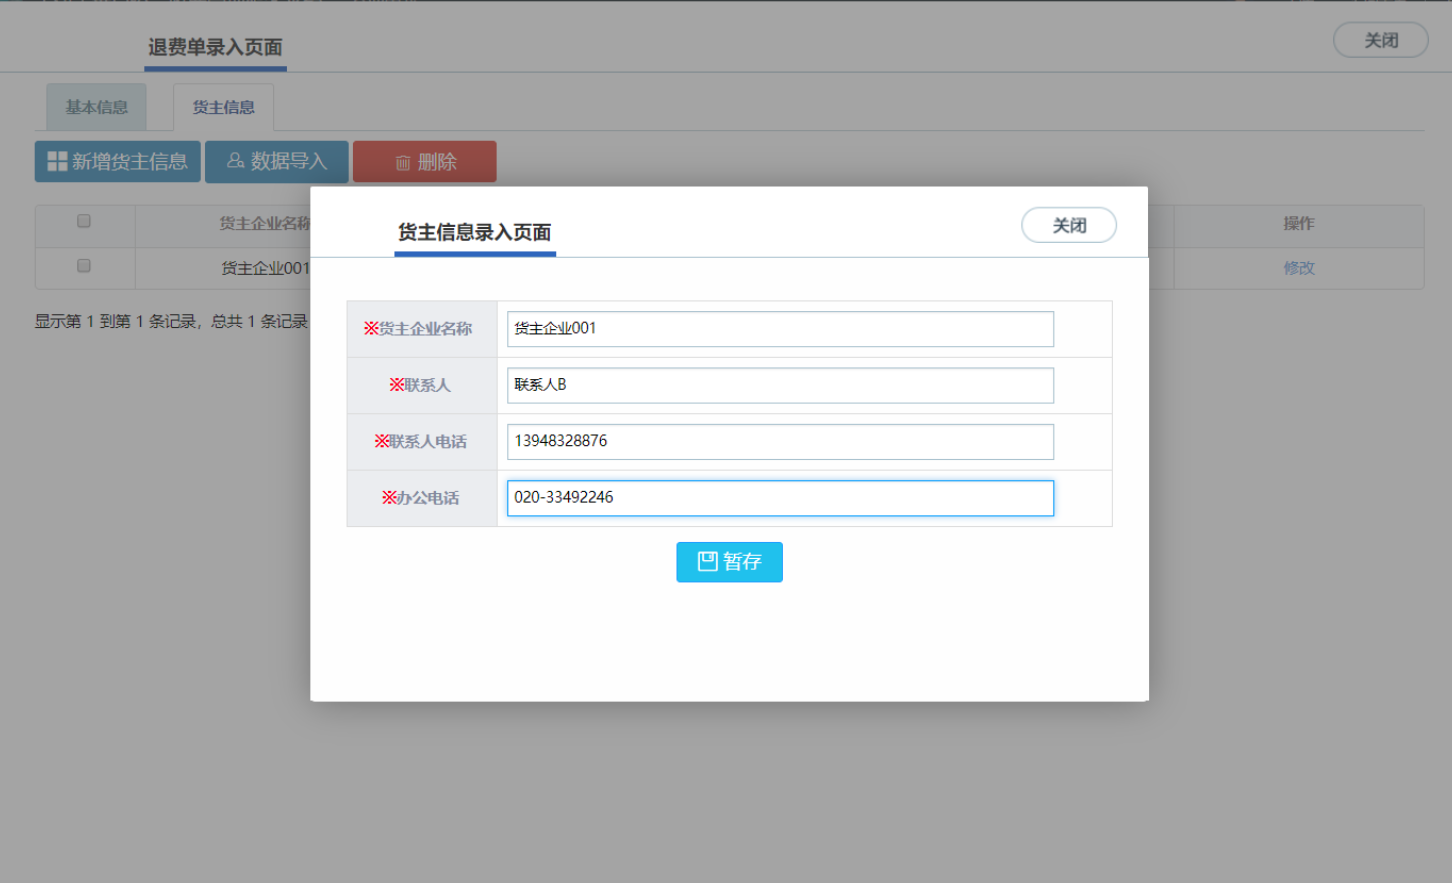 退费单录入页面
关闭
基本信息
货主信息
新增货主信息
数据导入
删除
货主企业名称
操作
货主企业001
修改
显示第 1 到第 1 条记录，总共 1 条记录
货主信息录入页面
关闭
※货主企业名称
货主企业001
※联系人
联系人B
※联系人电话
13948328876
※办公电话
020-33492246
暂存